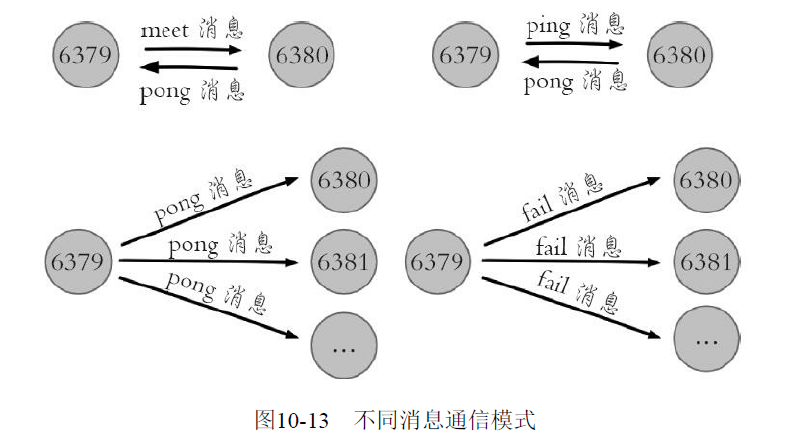 meet 消息
6379
6380
pong 消息
ping 消息
6379
6380
pong 消息
pong 消息
6380
6379
pong 消息
6381
pong 消息
...
fail 消息
6380
6379
fail 消息
6381
fail 消息
...
图10-13 不同消息通信模式